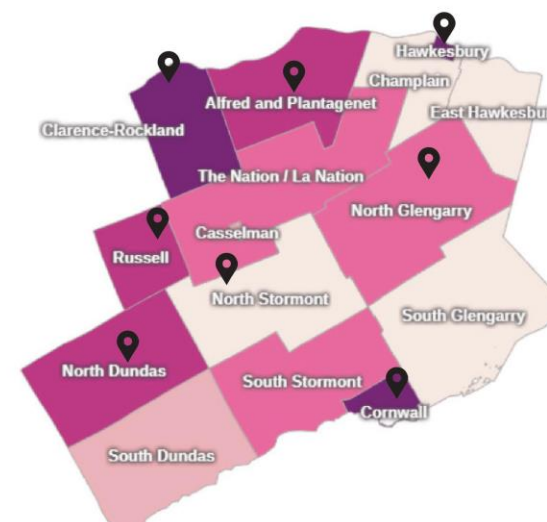 Hawkesbury
Champlain
Alfred and Plantagenet
East Hawkesbu
Clarence-Rockland
The Nation / La Nation
North Glengarry
Casselman
Russell
North Stormont
South Glengarry
North Dundas
South Stormont
Cornwall
South Dundas